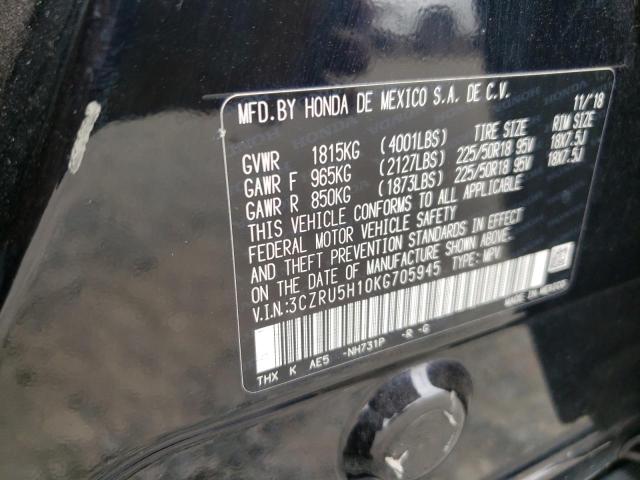 MFD.BY HONDA DE MEXICO S.A. DE C.V. 11/'18
TIRE SIZE RIM SIZE
GVWR 1815KG (4001LBS)
GAWR F 965KG (2127LBS) 225/50R18 95V 18X7.5J
GAWR R 850KG (1873LBS) 225/50R18 95V 18X7.5J
THIS VEHICLE CONFORMS TO ALL APPLICABLE
FEDERAL MOTOR VEHICLE SAFETY
AND THEFT PREVENTION STANDARDS IN EFFECT
ON THE DATE OF MANUFACTURE SHOWN ABOVE.
V.I.N.:3CZRU5H10KG705945 TYPE: MPV
MADE IN MEXICO
THX K AE5 -NH731P -R -G